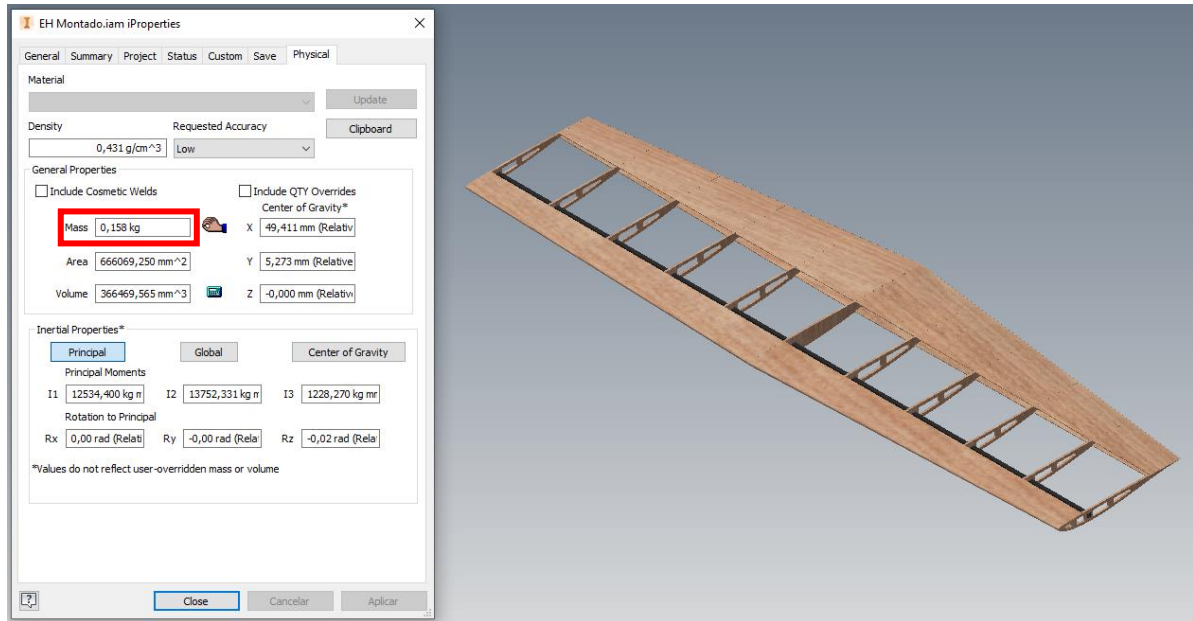 EH Montado.iam iProperties
General Summary Project Status Custom Save Physical
Material
Update
Density Requested Accuracy
Clipboard
0,431 g/cm^3 Low
General Properties
Include Cosmetic Welds Include QTY Overrides
Center of Gravity*
Mass 0,158 kg X 49,411 mm (Relativ
Area 666069,250 mm^2 Y 5,273 mm (Relative
Volume 366469,565 mm^3 Z -0,000 mm (Relativ
Inertial Properties*
Principal Global Center of Gravity
Principal Moments
I1 12534,400 kg m I2 13752,331 kg m I3 1228,270 kg mr
Rotation to Principal
Rx 0,00 rad (Relati Ry -0,00 rad (Rela Rz -0,02 rad (Rela
*Values do not reflect user-overridden mass or volume
? Close Cancelar Aplicar